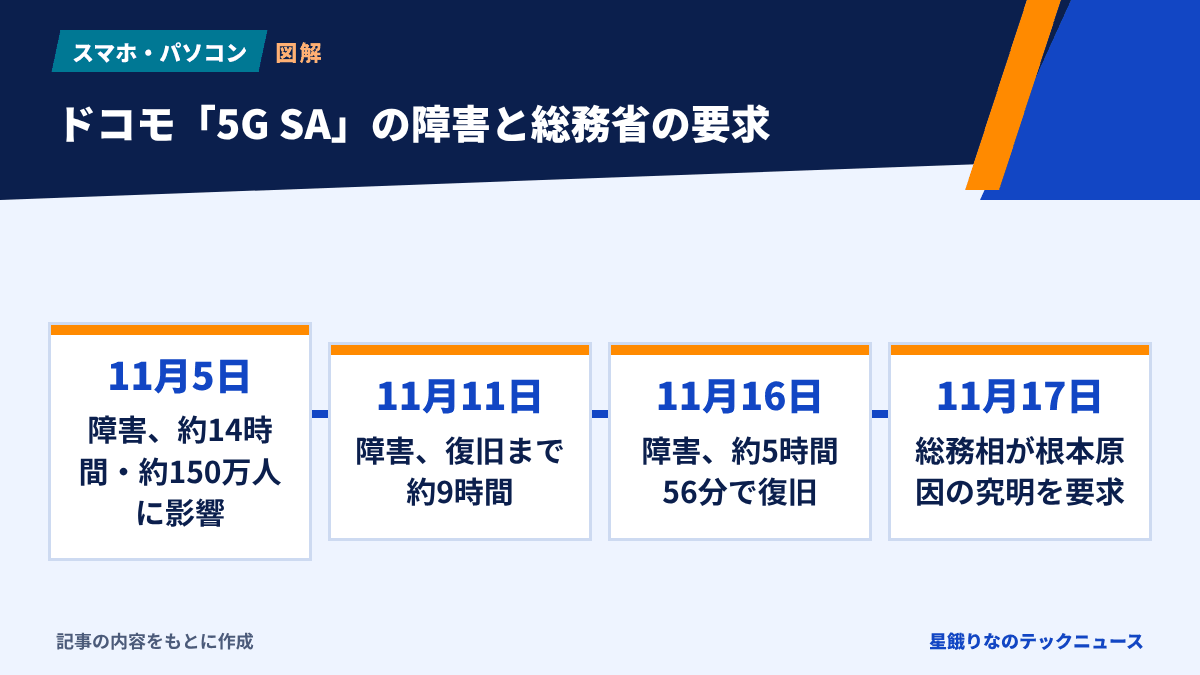 スマホ・パソコン 図解
ドコモ「5G SA」の障害と総務省の要求
11月5日
障害、約14時
間・約150万人
に影響
11月11日
障害、復旧まで
約9時間
11月16日
障害、約5時間
56分で復旧
11月17日
総務相が根本原
因の究明を要求
記事の内容をもとに作成
星餓りなのテックニュース